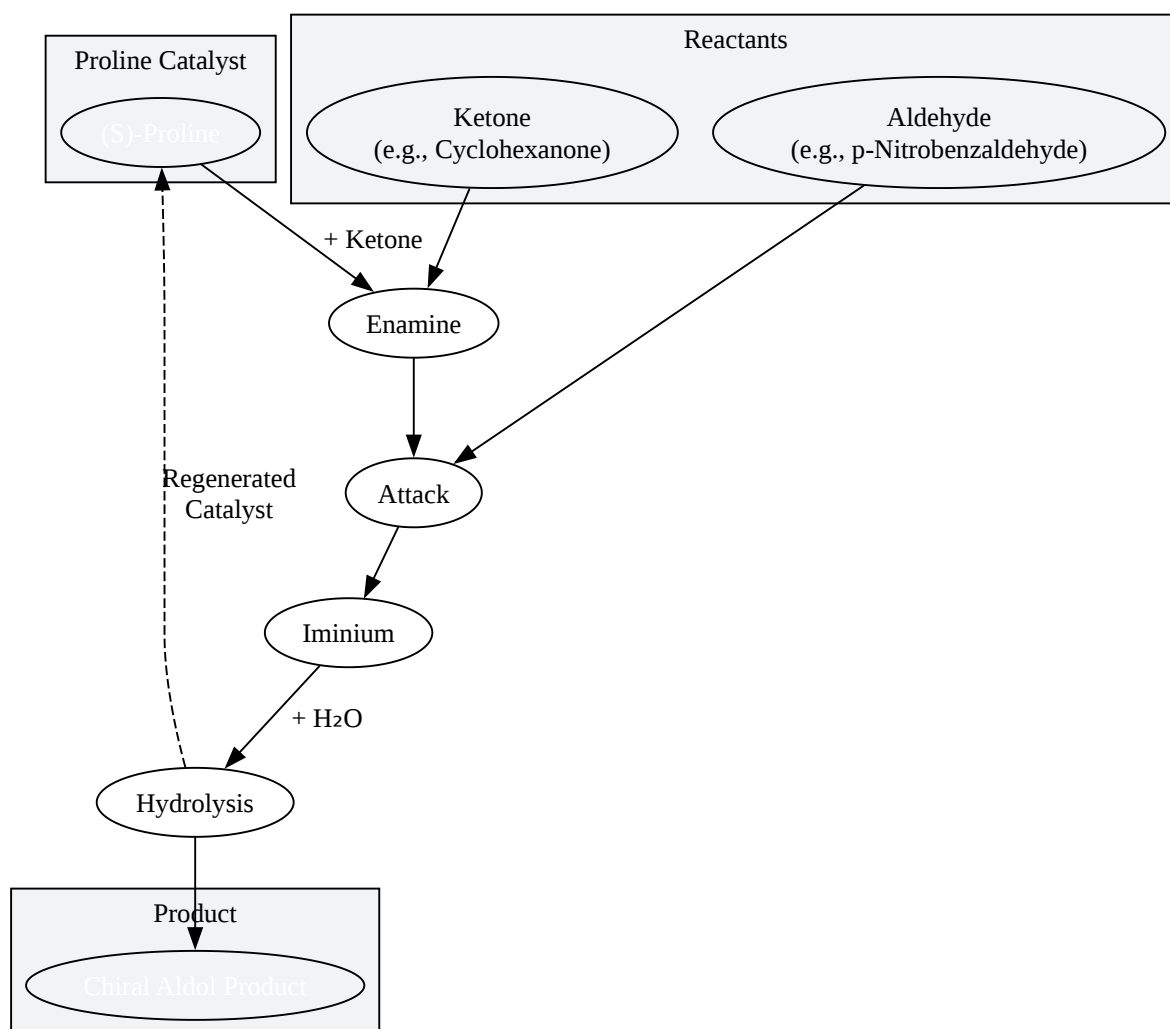 Reactants
Proline Catalyst
(S)-Proline
Ketone
(e.g., Cyclohexanone)
Aldehyde
(e.g., p-Nitrobenzaldehyde)
+ Ketone
Enamine
Regenerated
Catalyst
Attack
Iminium
+ H₂O
Hydrolysis
Product
Chiral Aldol Product